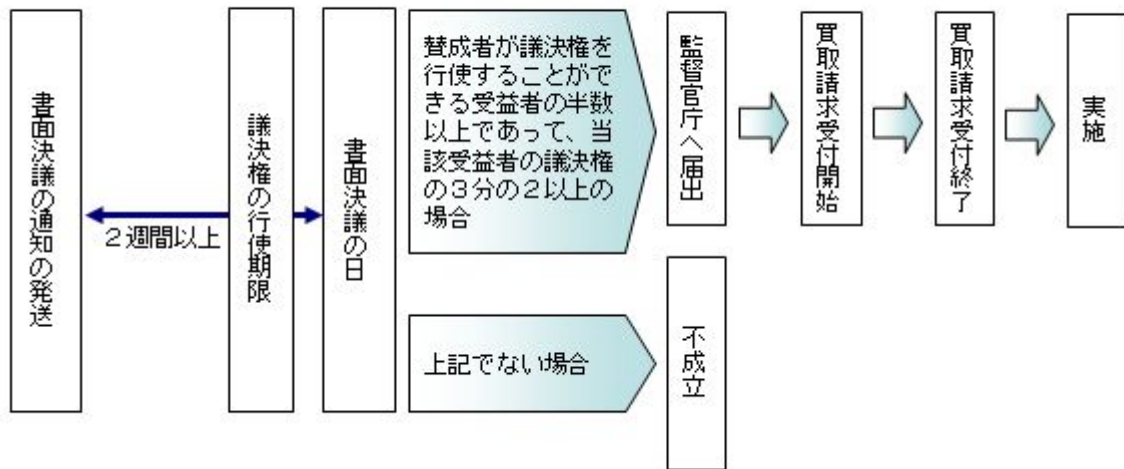 書面決議の通知の発送
２週間以上
議決権の行使期限
書面決議の日
賛成者が議決権を
行使することがで
きる受益者の半数
以上であって、当
該受益者の議決権
の３分の２以上の
場合
監督官庁へ届出
買取請求受付開始
買取請求受付終了
実施
上記でない場合
不成立